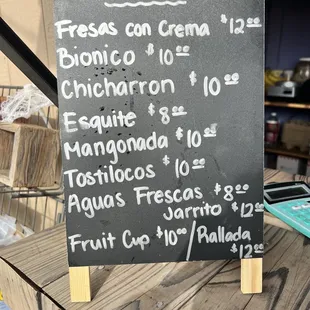 Fresas con Crema $12.00
Bionico $10.00
Chicharron $10.00
Esquite $8.00
Mangonada $10.00
Tostilocos $10.00
Aguas Frescas $8.00
Jarrito $12.00
Fruit Cup $10.00/Rallada
$12.00